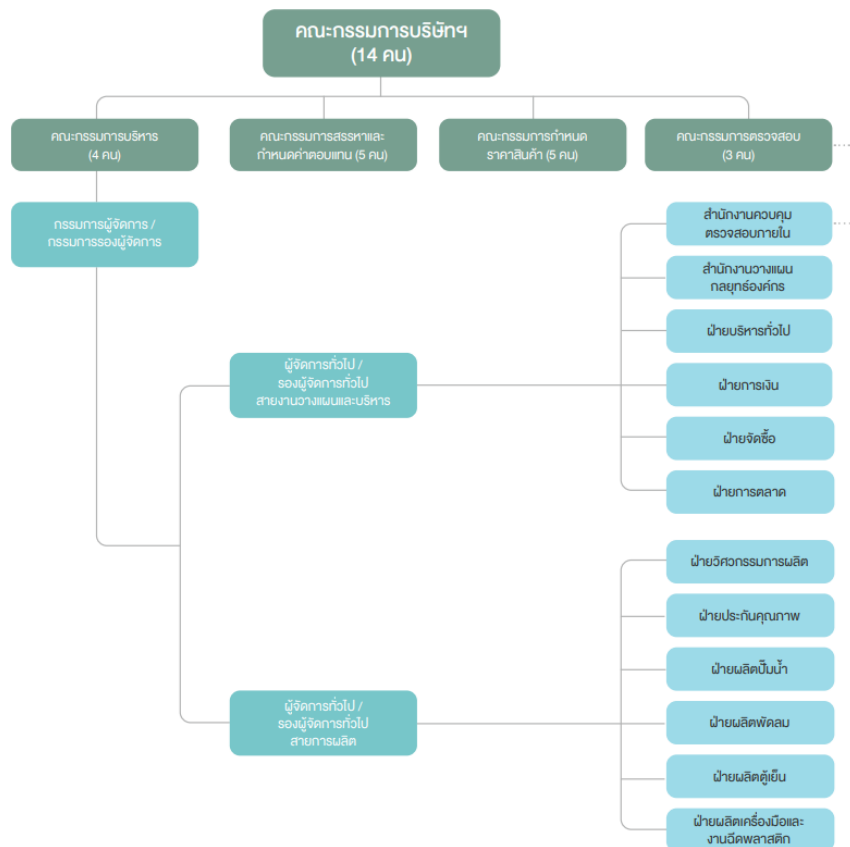 คณะกรรมการบริษัทฯ
(14 คน)
คณะกรรมการบริหาร
(4 คน)
คณะกรรมการสรรหาและ
กำหนดค่าตอบแทน (5 คน)
คณะกรรมการกำหนด
ราคาสินค้า (5 คน)
คณะกรรมการตรวจสอบ
(3 คน)
กรรมการผู้จัดการ /
กรรมการรองผู้จัดการ
ผู้จัดการทั่วไป /
รองผู้จัดการทั่วไป
สายงานวางแผนและบริหาร
สำนักงานควบคุม
ตรวจสอบภายใน
สำนักงานวางแผน
กลยุทธ์องค์กร
ฝ่ายบริหารทั่วไป
ฝ่ายการเงิน
ฝ่ายจัดซื้อ
ฝ่ายการตลาด
ผู้จัดการทั่วไป /
รองผู้จัดการทั่วไป
สายการผลิต
ฝ่ายวิศวกรรมการผลิต
ฝ่ายประกันคุณภาพ
ฝ่ายผลิตปั๊มน้ำ
ฝ่ายผลิตพัดลม
ฝ่ายผลิตตู้เย็น
ฝ่ายผลิตเครื่องมือและ
งานฉีดพลาสติก